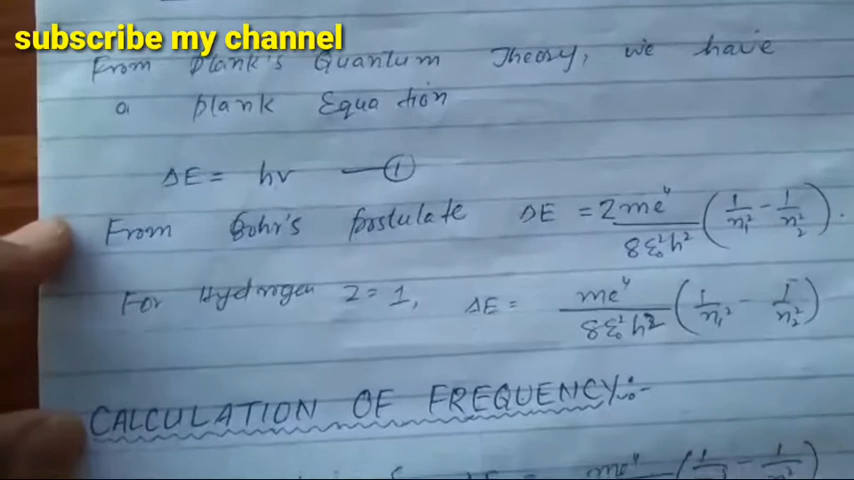 subscribe my channel
From Plank's Quantum Theory, we have
a plank Equation
ΔE = hν —①
From Bohr's Postulate ΔE = Zme⁴/8ε₀²h² (1/n₁² - 1/n₂²).
For Hydrogen Z = 1, ΔE = me⁴/8ε₀²h² (1/n₁² - 1/n₂²)
CALCULATION OF FREQUENCY:-